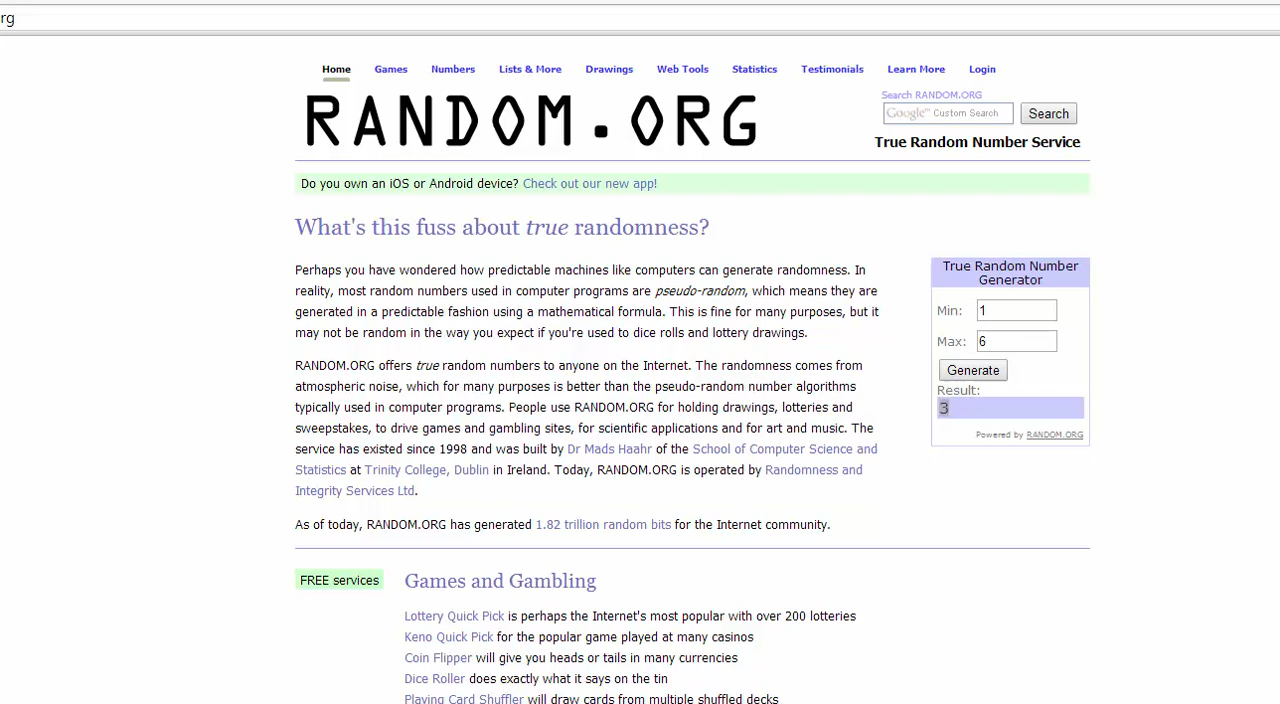 rg
Home Games Numbers Lists & More Drawings Web Tools Statistics Testimonials Learn More Login
RANDOM.ORG
Search RANDOM.ORG
Google™ Custom Search Search
True Random Number Service
Do you own an iOS or Android device? Check out our new app!
What's this fuss about true randomness?
Perhaps you have wondered how predictable machines like computers can generate randomness. In
reality, most random numbers used in computer programs are pseudo-random, which means they are
generated in a predictable fashion using a mathematical formula. This is fine for many purposes, but it
may not be random in the way you expect if you're used to dice rolls and lottery drawings.
RANDOM.ORG offers true random numbers to anyone on the Internet. The randomness comes from
atmospheric noise, which for many purposes is better than the pseudo-random number algorithms
typically used in computer programs. People use RANDOM.ORG for holding drawings, lotteries and
sweepstakes, to drive games and gambling sites, for scientific applications and for art and music. The
service has existed since 1998 and was built by Dr Mads Haahr of the School of Computer Science and
Statistics at Trinity College, Dublin in Ireland. Today, RANDOM.ORG is operated by Randomness and
Integrity Services Ltd.
As of today, RANDOM.ORG has generated 1.82 trillion random bits for the Internet community.
True Random Number
Generator
Min: 1
Max: 6
Generate
Result:
3
Powered by RANDOM.ORG
FREE services
Games and Gambling
Lottery Quick Pick is perhaps the Internet's most popular with over 200 lotteries
Keno Quick Pick for the popular game played at many casinos
Coin Flipper will give you heads or tails in many currencies
Dice Roller does exactly what it says on the tin
Playing Card Shuffler will draw cards from multiple shuffled decks